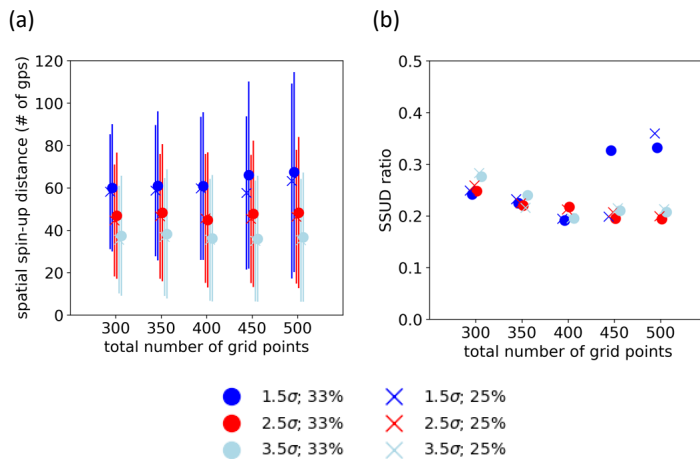 (a)
(b)
spatial spin-up distance (# of gps)
120
100
80
60
40
20
0
300 350 400 450 500
total number of grid points
SSUD ratio
0.5
0.4
0.3
0.2
0.1
0.0
300 350 400 450 500
total number of grid points
1.5σ; 33%
1.5σ; 25%
2.5σ; 33%
2.5σ; 25%
3.5σ; 33%
3.5σ; 25%